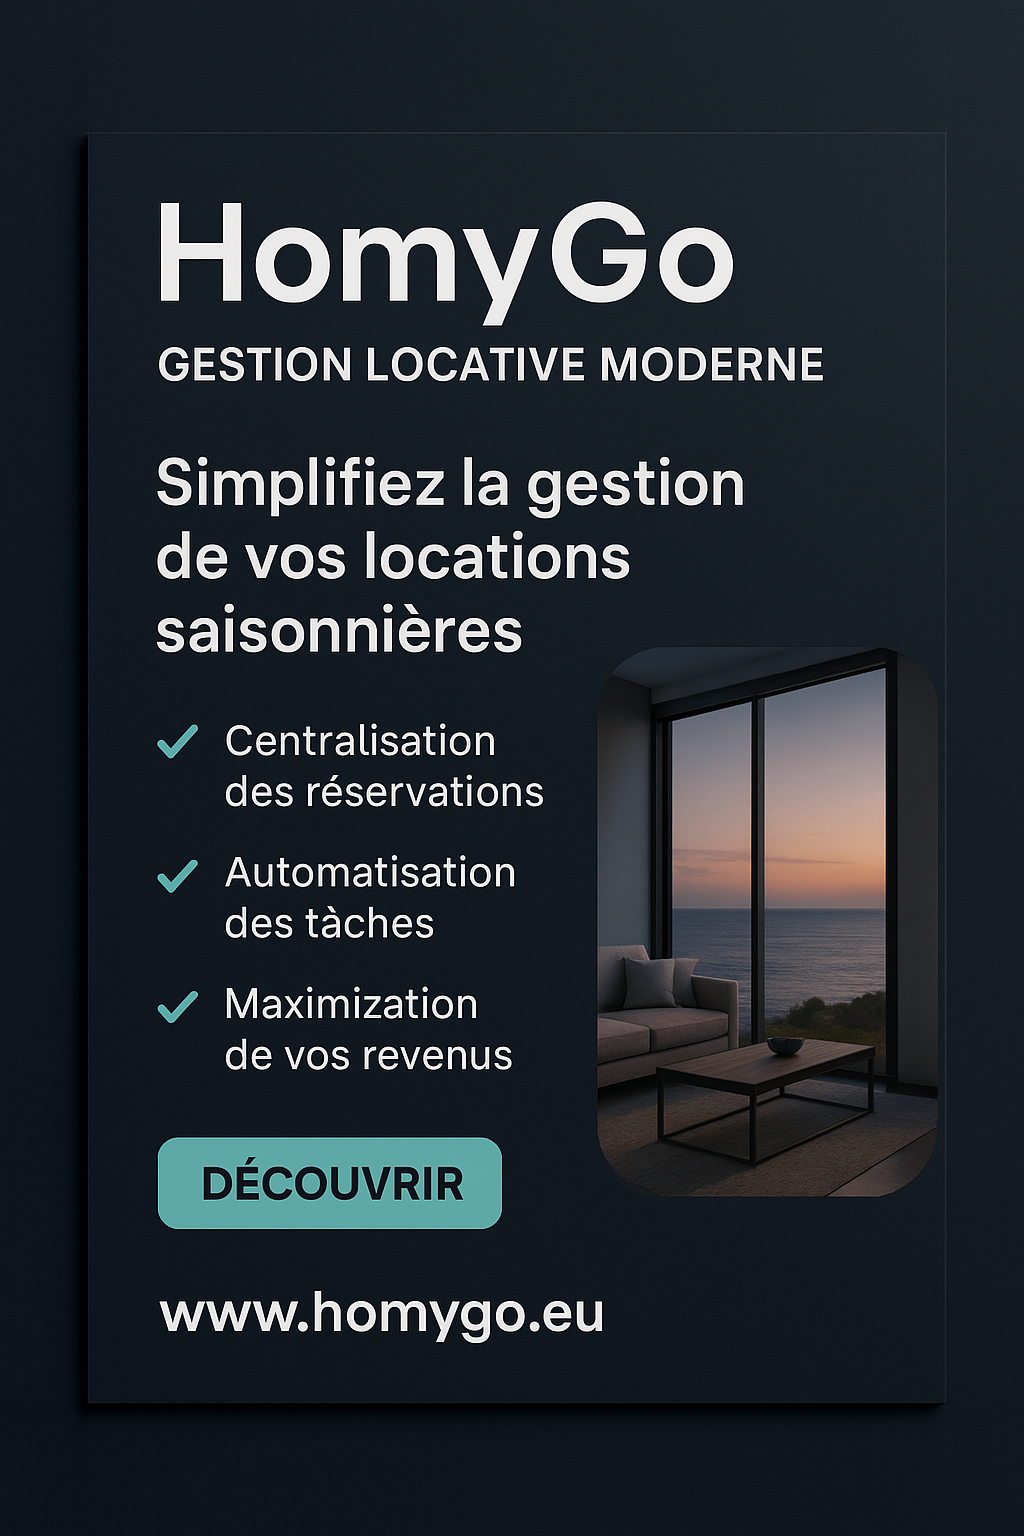 HomyGo
GESTION LOCATIVE MODERNE
Simplifiez la gestion
de vos locations
saisonnières
Centralisation
des réservations
Automatisation
des tàches
Maximization
de vos revenus
DÉCOUVRIR
www.homygo.eu